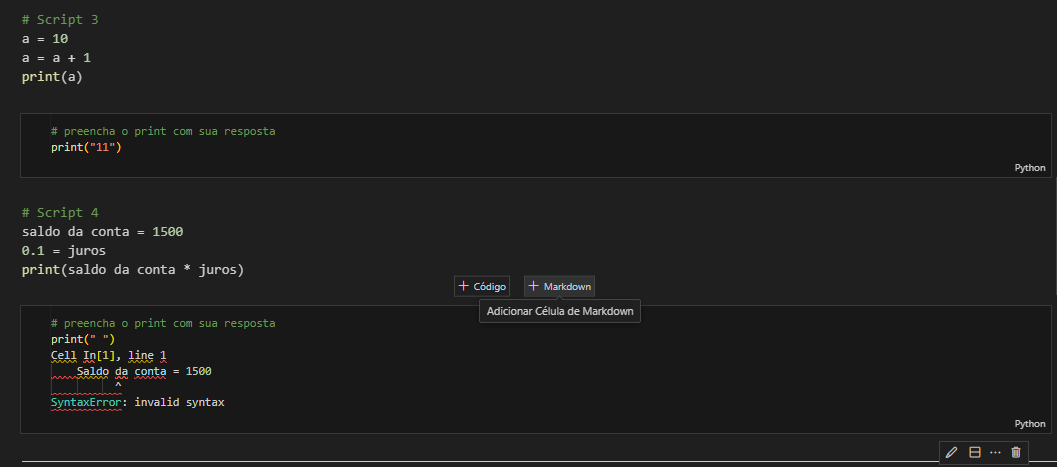 # Script 3
a = 10
a = a + 1
print(a)
# preencha o print com sua resposta
print("11")
Python
# Script 4
saldo da conta = 1500
0.1 = juros
print(saldo da conta * juros)
+ Código + Markdown
Adicionar Célula de Markdown
# preencha o print com sua resposta
print(" ")
Cell In[1], line 1
    Saldo da conta = 1500
          ^
SyntaxError: invalid syntax
Python